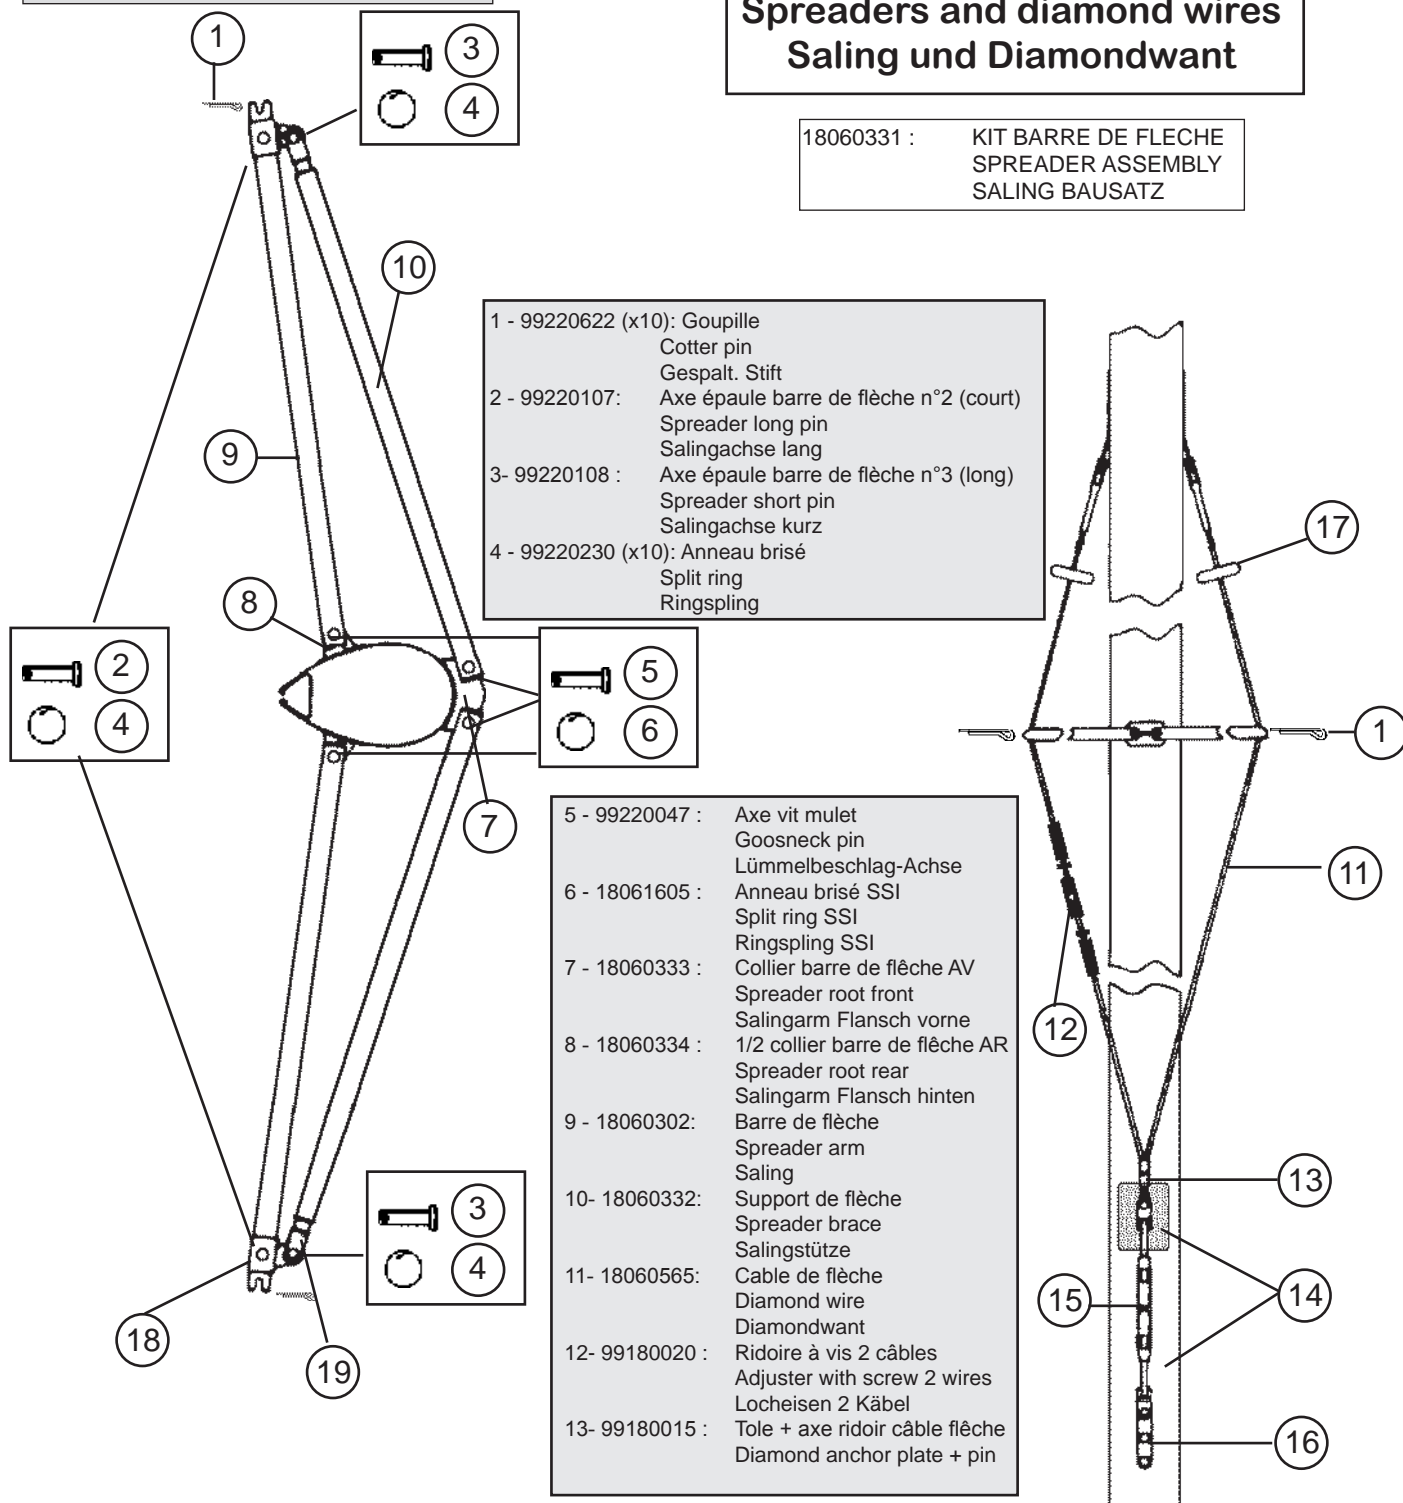 Spreaders and diamond wires
Saling und Diamondwant
18060331 : KIT BARRE DE FLECHE
SPREADER ASSEMBLY
SALING BAUSATZ
1
3
4
10
9
8
2
4
5
6
7
3
4
18
19
1 - 99220622 (x10): Goupille
Cotter pin
Gespalt. Stift
2 - 99220107: Axe épaule barre de flèche n°2 (court)
Spreader long pin
Salingachse lang
3- 99220108 : Axe épaule barre de flèche n°3 (long)
Spreader short pin
Salingachse kurz
4 - 99220230 (x10): Anneau brisé
Split ring
Ringspling
5 - 99220047 : Axe vit mulet
Goosneck pin
Lümmelbeschlag-Achse
6 - 18061605 : Anneau brisé SSI
Split ring SSI
Ringspling SSI
7 - 18060333 : Collier barre de flêche AV
Spreader root front
Salingarm Flansch vorne
8 - 18060334 : 1/2 collier barre de flêche AR
Spreader root rear
Salingarm Flansch hinten
9 - 18060302: Barre de flèche
Spreader arm
Saling
10- 18060332: Support de flèche
Spreader brace
Salingstütze
11- 18060565: Cable de flèche
Diamond wire
Diamondwant
12- 99180020 : Ridoire à vis 2 câbles
Adjuster with screw 2 wires
Locheisen 2 Käbel
13- 99180015 : Tole + axe ridoir câble flêche
Diamond anchor plate + pin
17
1
11
12
13
14
15
16